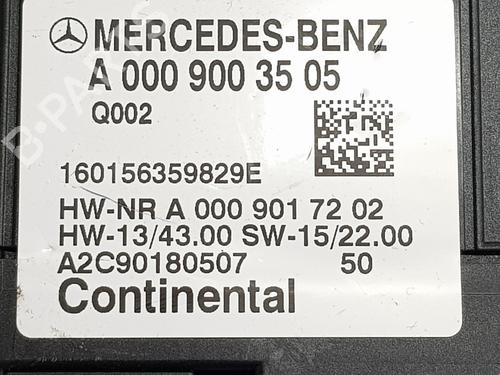 MERCEDES-BENZ
A 000 900 35 05
Q002
160156359829E
HW-NR A 000 901 72 02
HW-13/43.00 SW-15/22.00
A2C90180507 50
Continental
B-PARTS